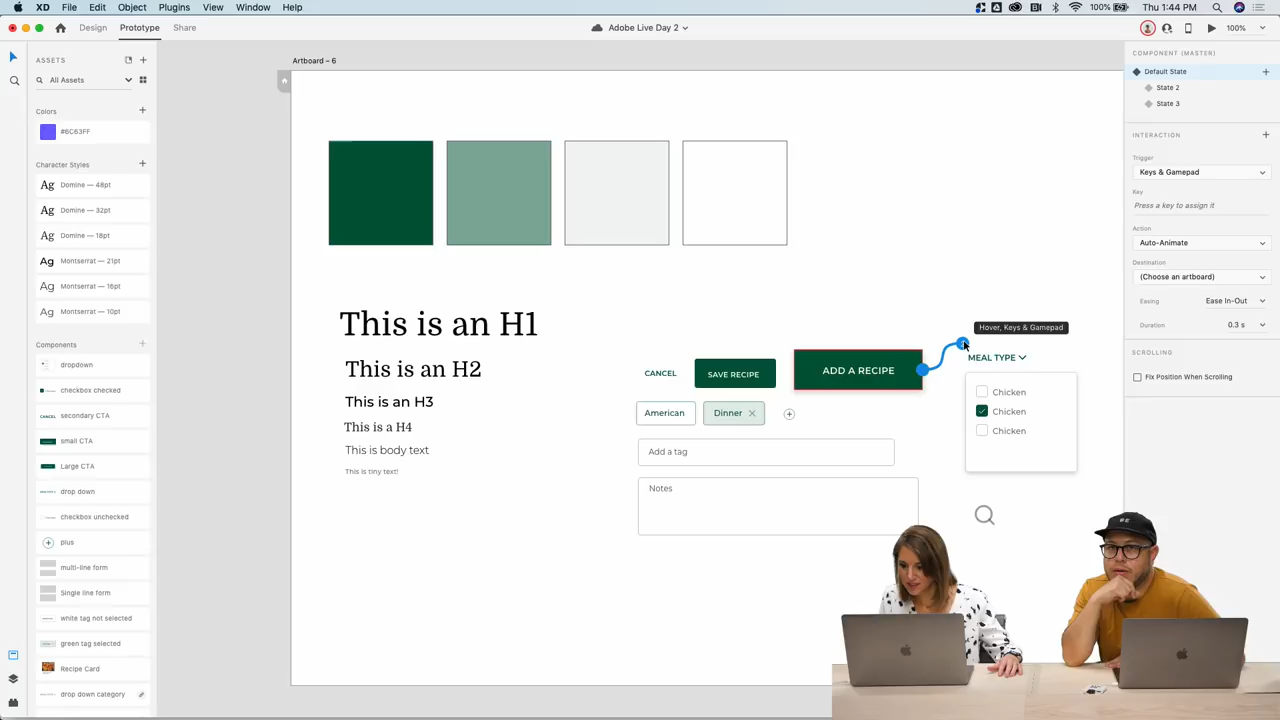 XD File Edit Object Plugins View Window Help
100% Thu 1:44 PM
Design Prototype Share
Adobe Live Day 2
100%
ASSETS
All Assets
Colors
#6C63FF
Character Styles
Ag Domine — 48pt
Ag Domine — 32pt
Ag Domine — 18pt
Ag Montserrat — 21pt
Ag Montserrat — 16pt
Ag Montserrat — 10pt
Components
dropdown
checkbox checked
CANCEL secondary CTA
small CTA
Large CTA
drop down
checkbox unchecked
plus
multi-line form
Single line form
white tag not selected
green tag selected
Recipe Card
drop down category
Artboard – 6
This is an H1
This is an H2
This is an H3
This is a H4
This is body text
This is tiny text!
CANCEL
SAVE RECIPE
ADD A RECIPE
American
Dinner
Add a tag
Notes
Hover, Keys & Gamepad
MEAL TYPE
Chicken
Chicken
Chicken
COMPONENT (MASTER)
Default State
State 2
State 3
INTERACTION
Trigger
Keys & Gamepad
Key
Press a key to assign it
Action
Auto-Animate
Destination
(Choose an artboard)
Easing Ease In-Out
Duration 0.3 s
SCROLLING
Fix Position When Scrolling